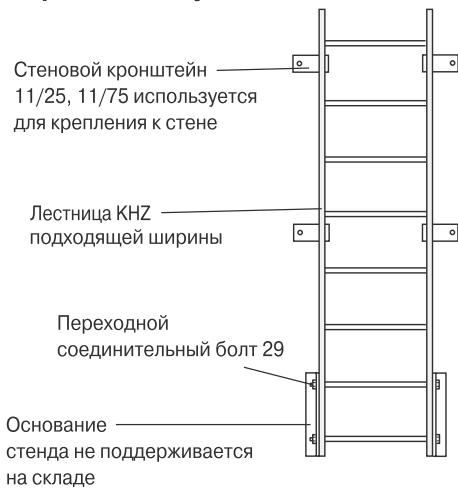 Стеновой кронштейн
11/25, 11/75 используется
для крепления к стене
Лестница KHZ
подходящей ширины
Переходной
соединительный болт 29
Основание
стенда не поддерживается
на складе